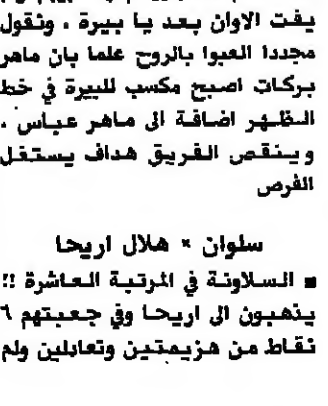 يفت الاوان بعد يا بيرة . ونقول
مجددا العبوا بالروح علما بان ماهر
بركات اصبح مكسب للبيرة في خط
الظهر اضافة الى ماهر عباس .
وينقص الفريق هداف يستغل
الفرص
سلوان × هلال اريحا
■ السلاونة في المرتبة العاشرة !!
يذهبون الى اريحا وفي جعبتهم ٦
نقاط من هزيمتين وتعادلين ولم